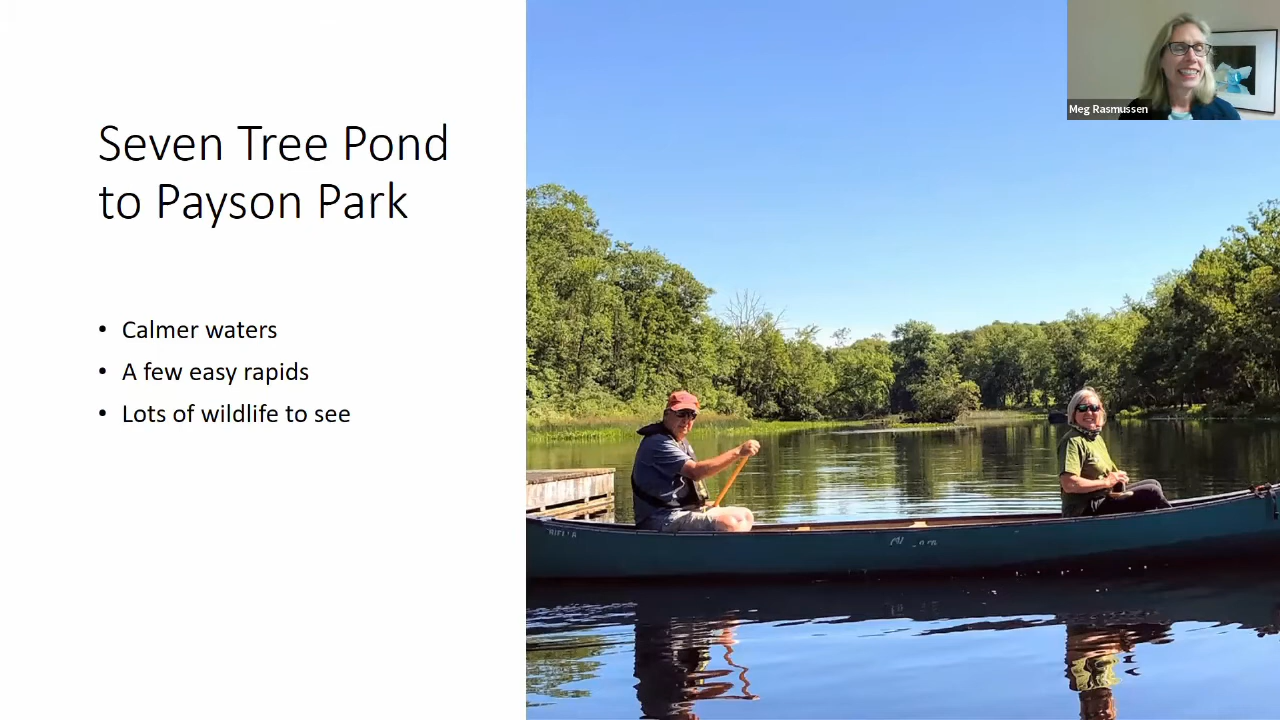 Seven Tree Pond
to Payson Park
• Calmer waters
• A few easy rapids
• Lots of wildlife to see
Meg Rasmussen